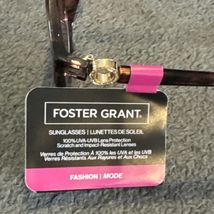 FOSTER GRANT.
SUNGLASSES | LUNETTES DE SOLEIL
100% UVA-UVB Lens Protection
Scratch and Impact-Resistant Lenses
Verres de Protection À 100% les UVA et les UVB
Verres Résistants Aux Rayures et Aux Chocs
FASHION | MODE